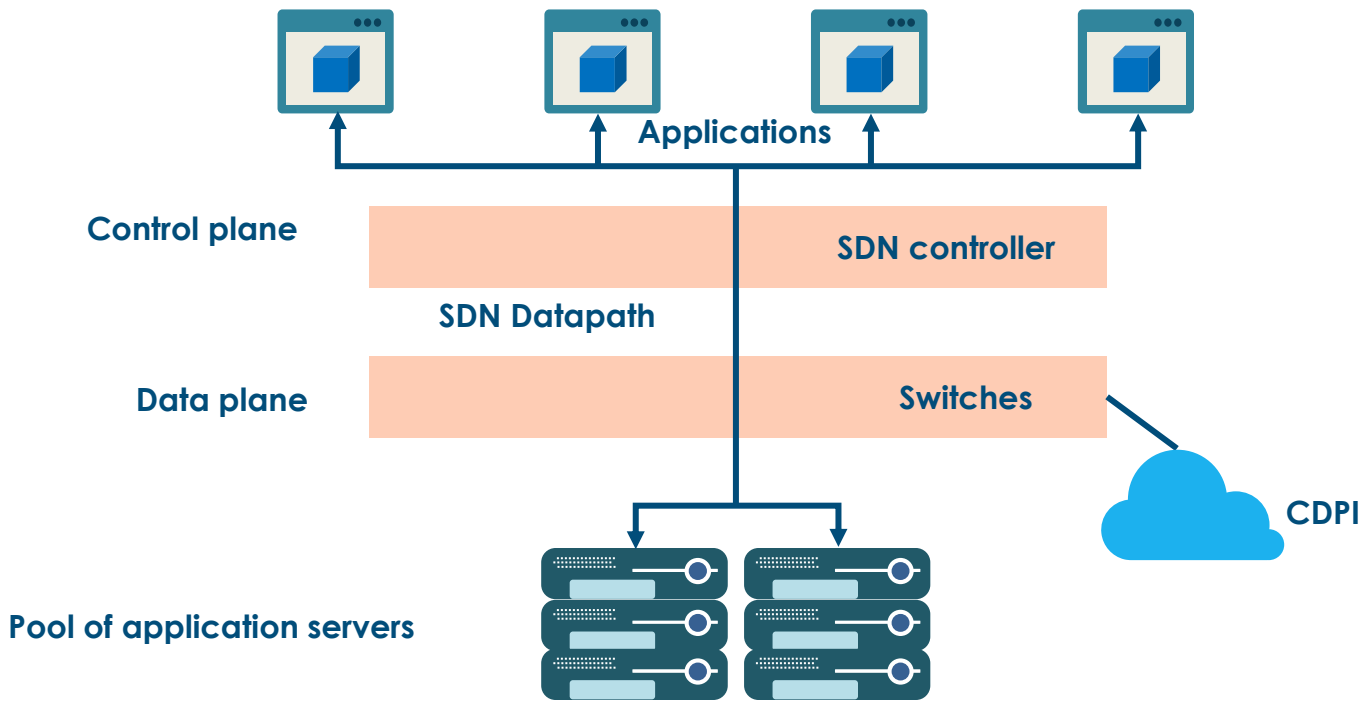 Applications
Control plane
SDN controller
SDN Datapath
Data plane
Switches
CDPI
Pool of application servers